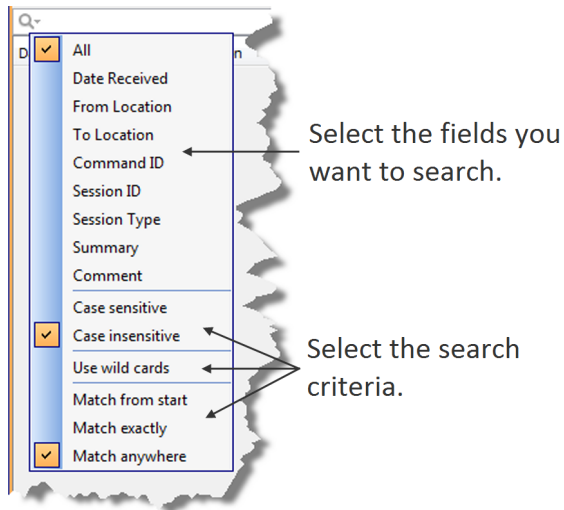 D
n
All
Date Received
From Location
To Location
Command ID
Session ID
Session Type
Summary
Comment
Case sensitive
Case insensitive
Use wild cards
Match from start
Match exactly
Match anywhere
Select the fields you
want to search.
Select the search
criteria.